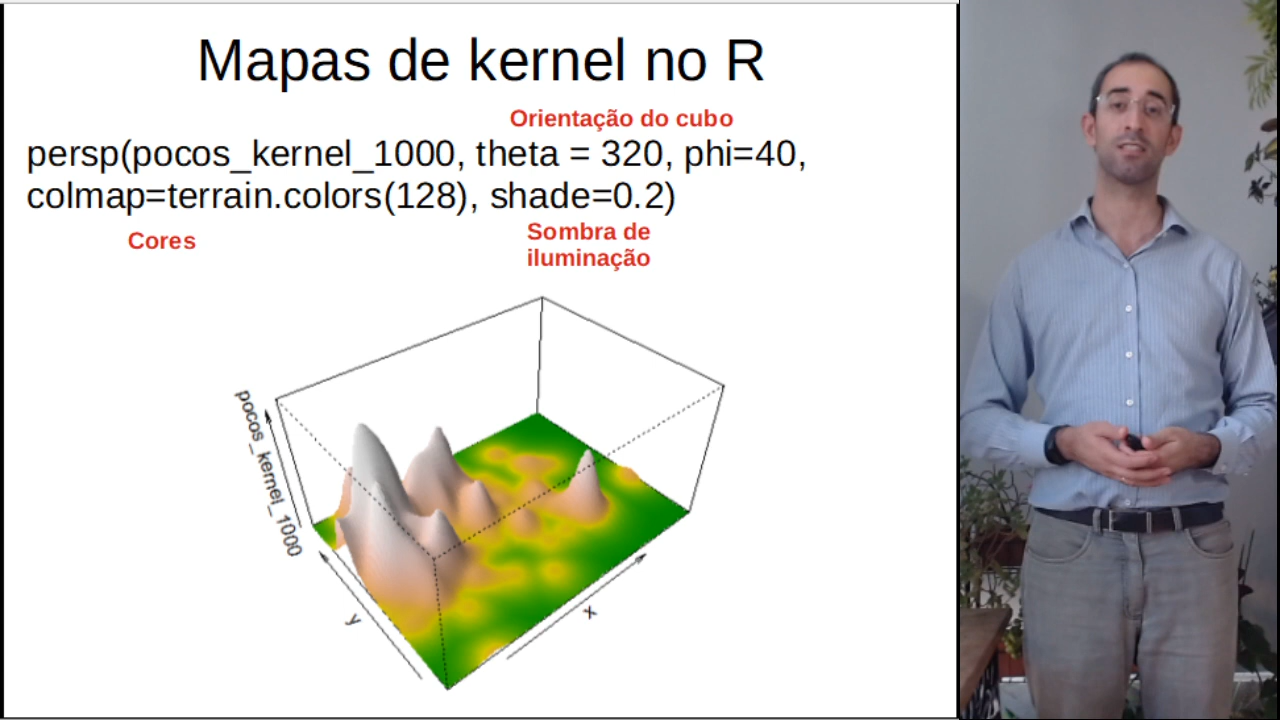 Mapas de kernel no R
Orientação do cubo
persp(pocos_kernel_1000, theta = 320, phi=40,
colmap=terrain.colors(128), shade=0.2)
Cores
Sombra de
iluminação
pocos_kernel_1000
y
x